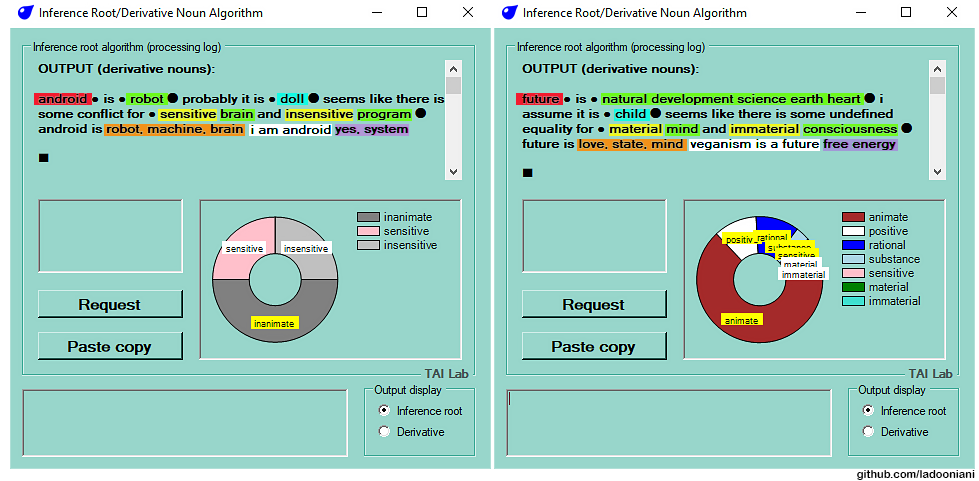 Inference Root/Derivative Noun Algorithm
Inference root algorithm (processing log)
OUTPUT (derivative nouns):
android ● is ● robot ● probably it is ● doll ● seems like there is
some conflict for ● sensitive brain and insensitive program ●
android is robot, machine, brain i am android yes, system
■
sensitive
insensitive
inanimate
inanimate
sensitive
insensitive
Request
Paste copy
TAI Lab
Output display
Inference root
Derivative
Inference Root/Derivative Noun Algorithm
Inference root algorithm (processing log)
OUTPUT (derivative nouns):
future ● is ● natural development science earth heart ● i
assume it is ● child ● seems like there is some undefined
equality for ● material mind and immaterial consciousness ●
future is love, state, mind veganism is a future free energy
■
positiv
rational
substance
sensitive
material
immaterial
animate
animate
positive
rational
substance
sensitive
material
immaterial
Request
Paste copy
TAI Lab
Output display
Inference root
Derivative
github.com/ladooniani